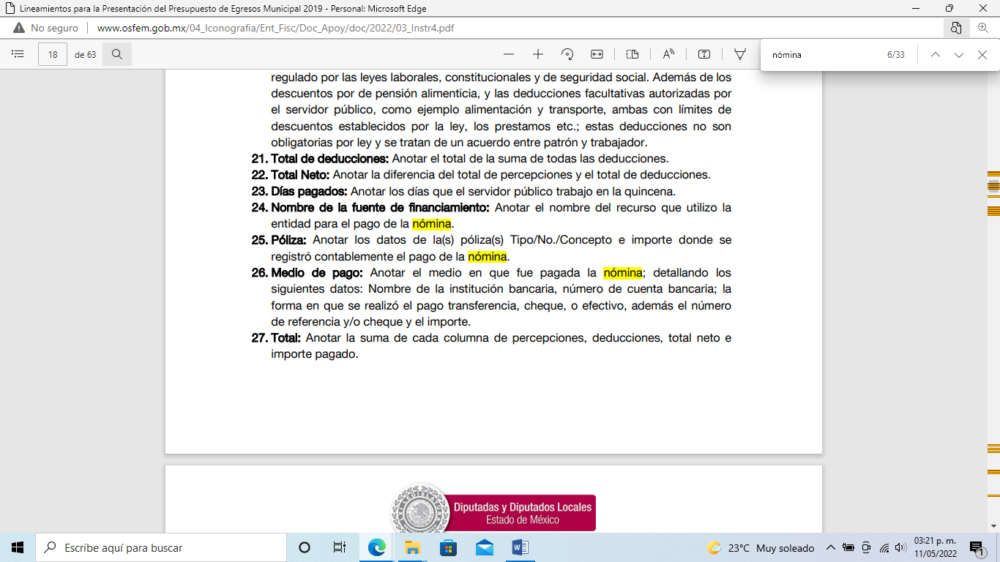 Lineamientos para la Presentación del Presupuesto de Egresos Municipal 2019 - Personal: Microsoft Edge
No seguro www.osfem.gob.mx/04_Iconografia/Ent_Fisc/Doc_Apoy/doc/2022/03_Instr4.pdf
18 de 63
nómina 6/33
regulado por las leyes laborales, constitucionales y de seguridad social. Además de los
descuentos por de pensión alimenticia, y las deducciones facultativas autorizadas por
el servidor público, como ejemplo alimentación y transporte, ambas con límites de
descuentos establecidos por la ley, los prestamos etc.; estas deducciones no son
obligatorias por ley y se tratan de un acuerdo entre patrón y trabajador.
21. Total de deducciones: Anotar el total de la suma de todas las deducciones.
22. Total Neto: Anotar la diferencia del total de percepciones y el total de deducciones.
23. Días pagados: Anotar los días que el servidor público trabajo en la quincena.
24. Nombre de la fuente de financiamiento: Anotar el nombre del recurso que utilizo la
entidad para el pago de la nómina.
25. Póliza: Anotar los datos de la(s) póliza(s) Tipo/No./Concepto e importe donde se
registró contablemente el pago de la nómina.
26. Medio de pago: Anotar el medio en que fue pagada la nómina; detallando los
siguientes datos: Nombre de la institución bancaria, número de cuenta bancaria; la
forma en que se realizó el pago transferencia, cheque, o efectivo, además el número
de referencia y/o cheque y el importe.
27. Total: Anotar la suma de cada columna de percepciones, deducciones, total neto e
importe pagado.
Diputadas y Diputados Locales
Estado de México
Escribe aquí para buscar
23°C Muy soleado
03:21 p. m.
11/05/2022
1